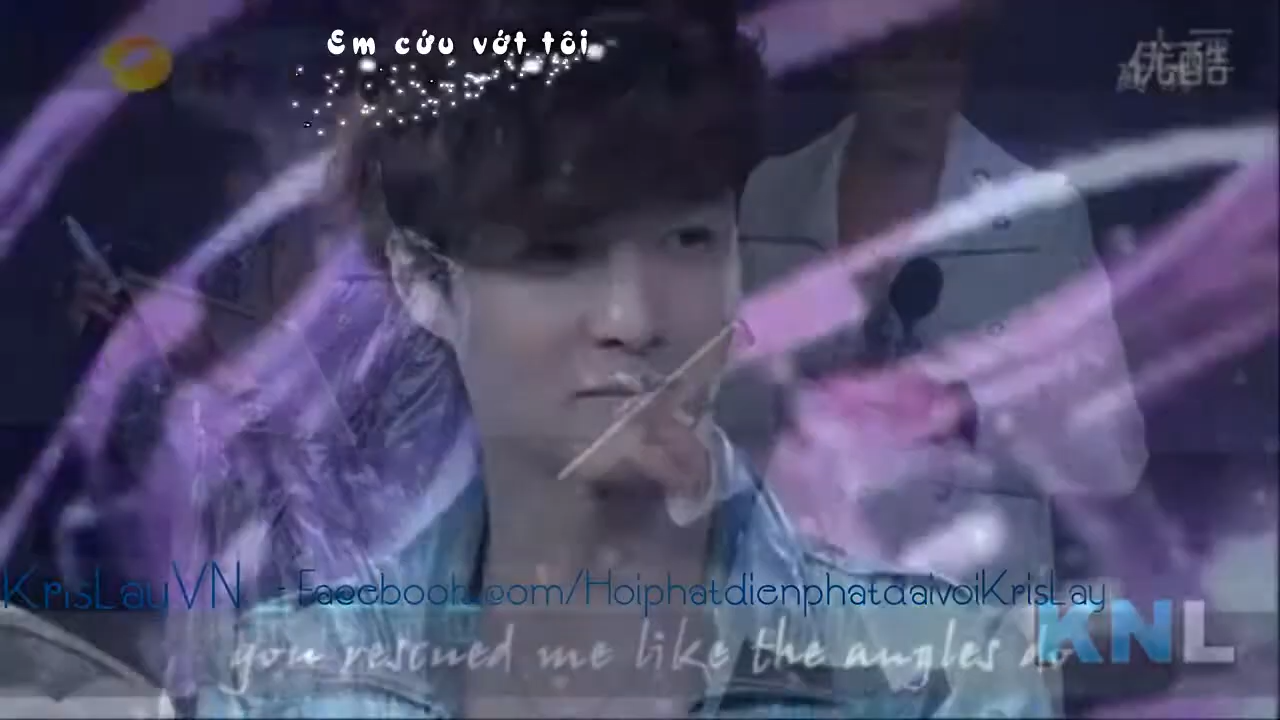 Em cứu vớt tôi
优酷
KrisLayVN - Facebook.com/HoiphatdienphatdaivoiKrisLay
you rescued me like the angles do
KNL